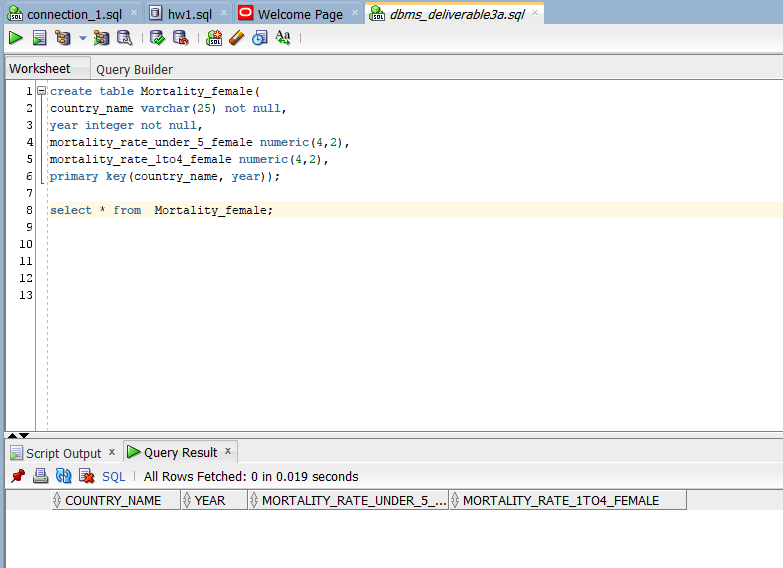 connection_1.sql × hw1.sql × Welcome Page × dbms_deliverable3a.sql ×
SQL Aa
Worksheet Query Builder
1 create table Mortality_female(
2 country_name varchar(25) not null,
3 year integer not null,
4 mortality_rate_under_5_female numeric(4,2),
5 mortality_rate_1to4_female numeric(4,2),
6 primary key(country_name, year));
7
8 select * from  Mortality_female;
9
10
11
12
13
Script Output × Query Result ×
SQL | All Rows Fetched: 0 in 0.019 seconds
COUNTRY_NAME YEAR MORTALITY_RATE_UNDER_5_... MORTALITY_RATE_1TO4_FEMALE